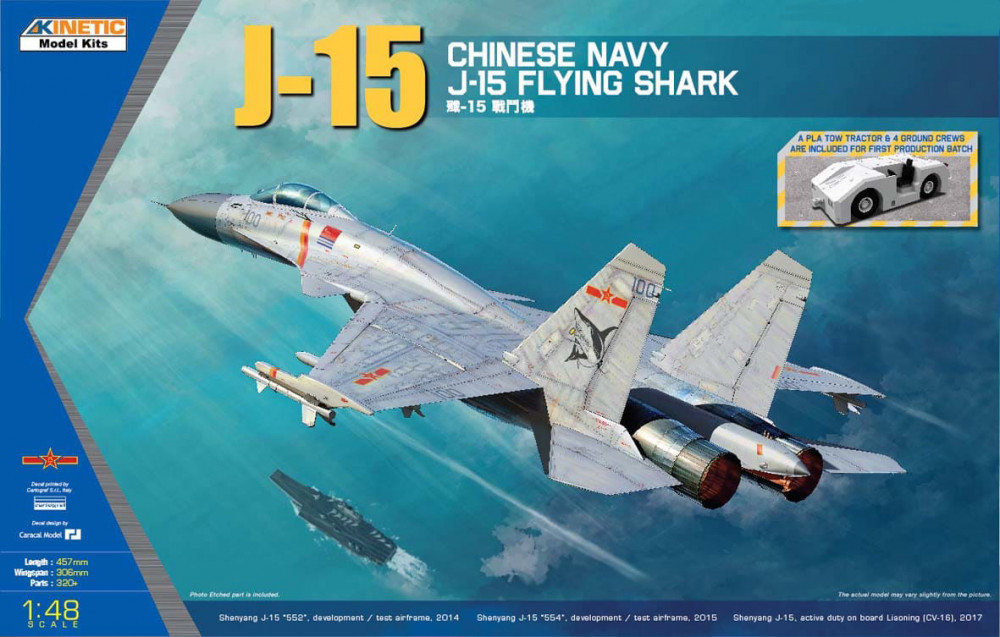 KINETIC
Model Kits
J-15
CHINESE NAVY
J-15 FLYING SHARK
殲-15 戰鬥機
A PLA TOW TRACTOR & 4 GROUND CREWS
ARE INCLUDED FOR FIRST PRODUCTION BATCH
100
100
Decal printed by
Cartograf S.r.l., Italy
Decal design by
Caracal Model
Length : 457mm
Wingspan : 306mm
Parts : 320+
1:48
SCALE
Photo Etched part is included.
The actual model may vary slightly from the picture.
Shenyang J-15 "552", development / test airframe, 2014
Shenyang J-15 "554", development / test airframe, 2015
Shenyang J-15, active duty on board Liaoning (CV-16), 2017